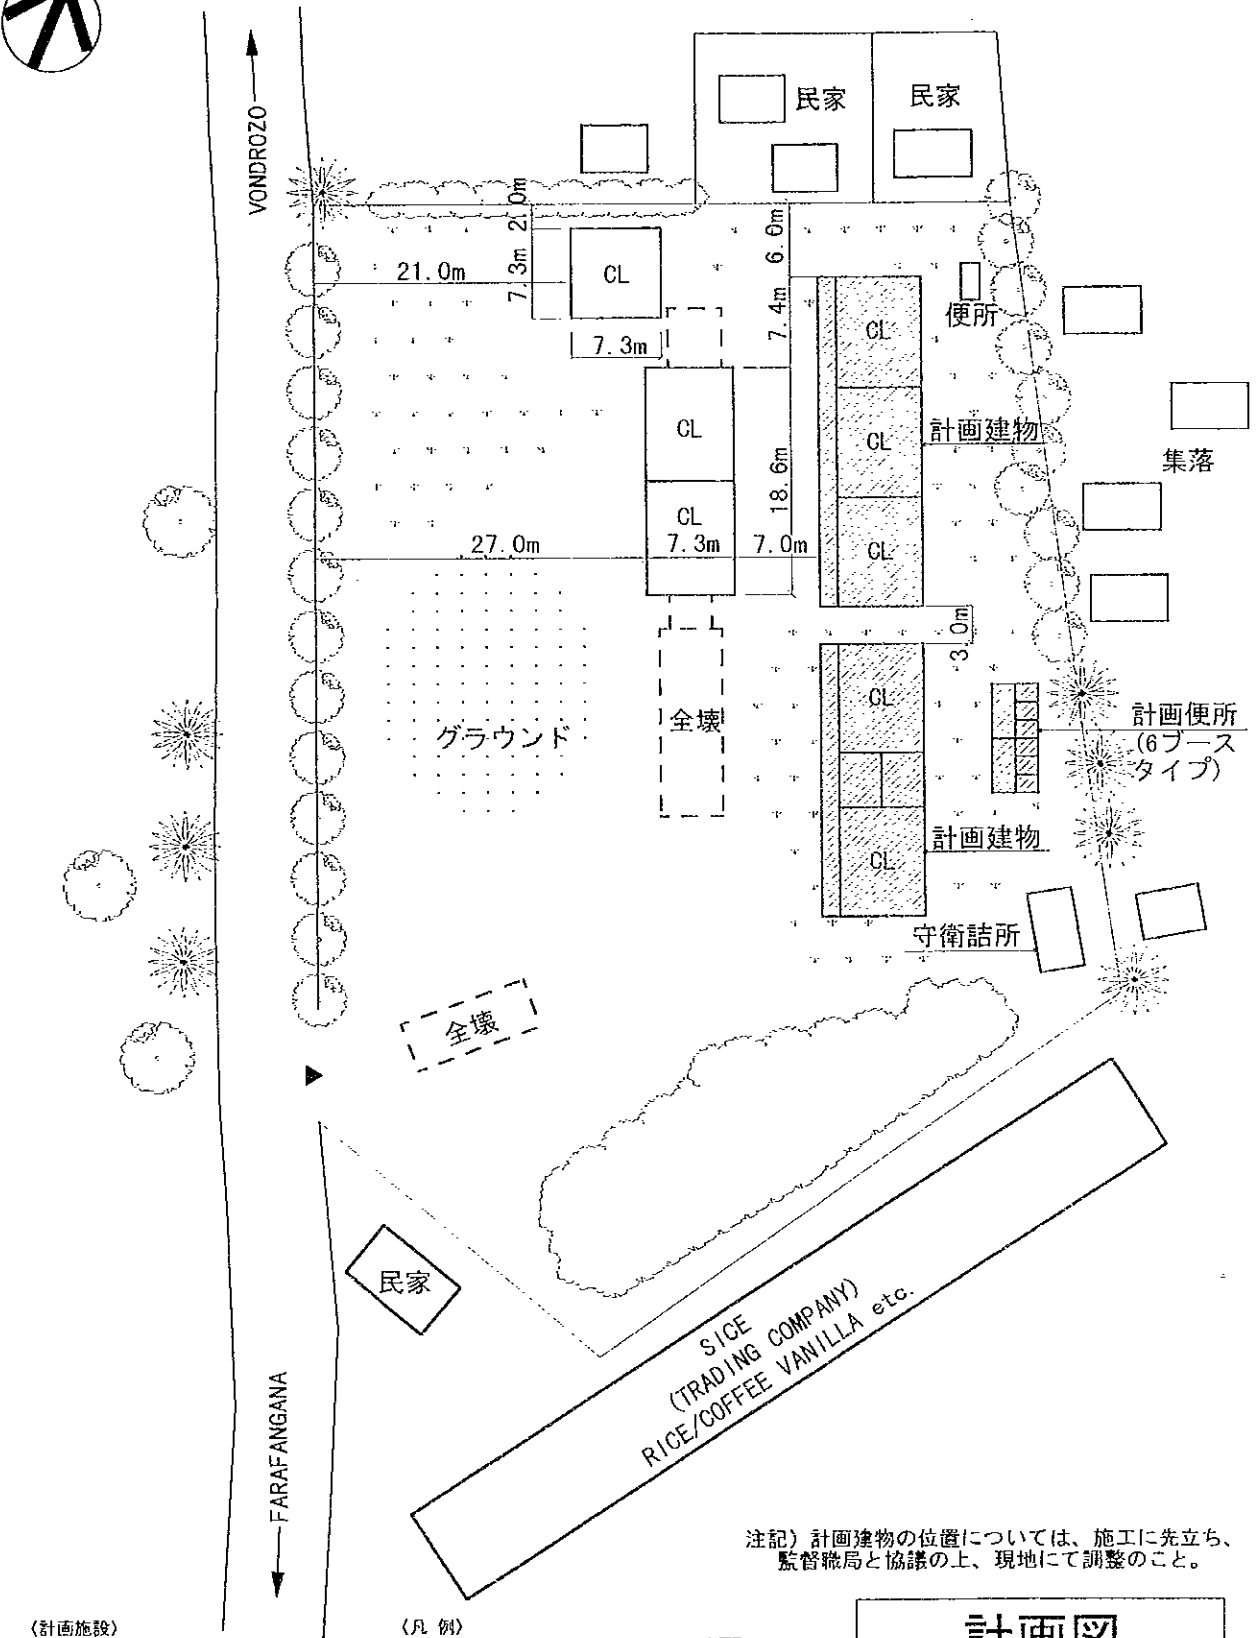 VONDROZO
民家
民家
2.0m
6.0m
21.0m
7.3m
CL
7.3m
7.4m
CL
便所
CL
CL
計画建物
集落
18.6m
CL
CL
27.0m
7.3m
7.0m
3.0m
CL
グラウンド
全壊
計画便所
(6ブース
タイプ)
計画建物
CL
守衛詰所
全壊
民家
SICE
(TRADING COMPANY)
RICE/COFFEE VANILLA etc.
FARAFANGANA
注記) 計画建物の位置については、施工に先立ち、
監督職局と協議の上、現地にて調整のこと。
〈計画施設〉
〈凡 例〉
計画図